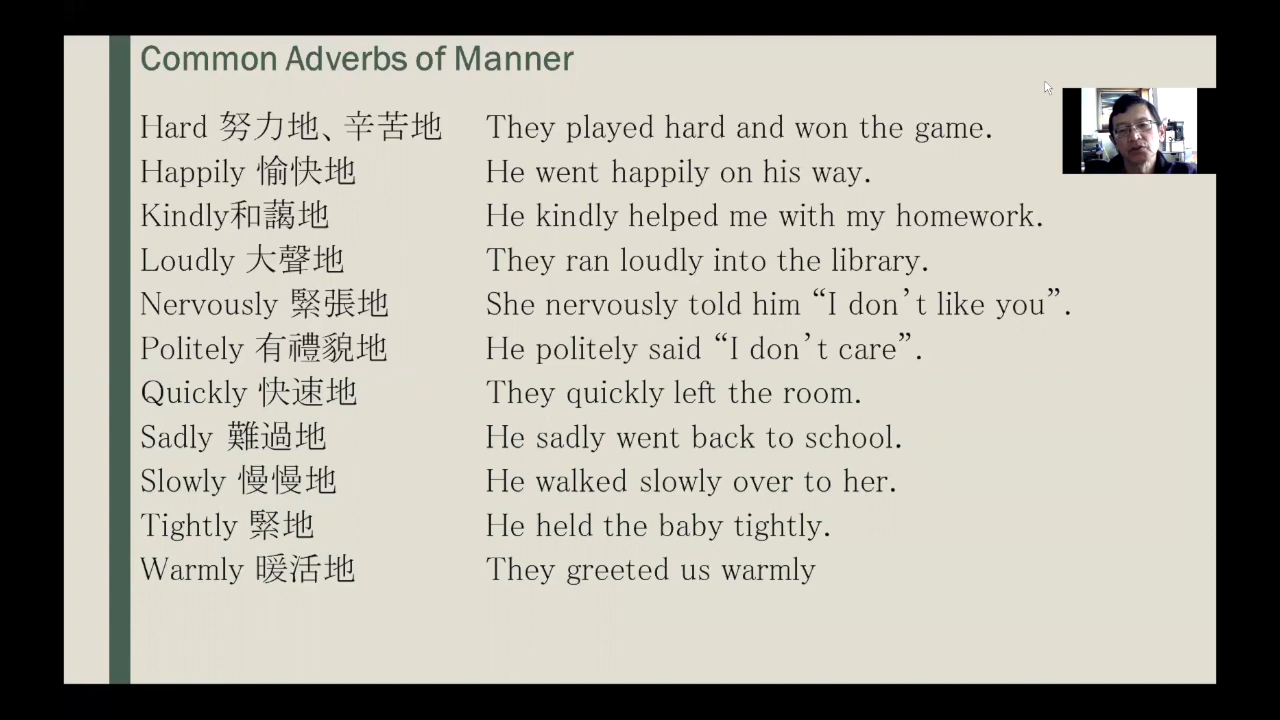 Common Adverbs of Manner
Hard 努力地、辛苦地 They played hard and won the game.
Happily 愉快地 He went happily on his way.
Kindly和藹地 He kindly helped me with my homework.
Loudly 大聲地 They ran loudly into the library.
Nervously 緊張地 She nervously told him “I don’t like you”.
Politely 有禮貌地 He politely said “I don’t care”.
Quickly 快速地 They quickly left the room.
Sadly 難過地 He sadly went back to school.
Slowly 慢慢地 He walked slowly over to her.
Tightly 緊地 He held the baby tightly.
Warmly 暖活地 They greeted us warmly